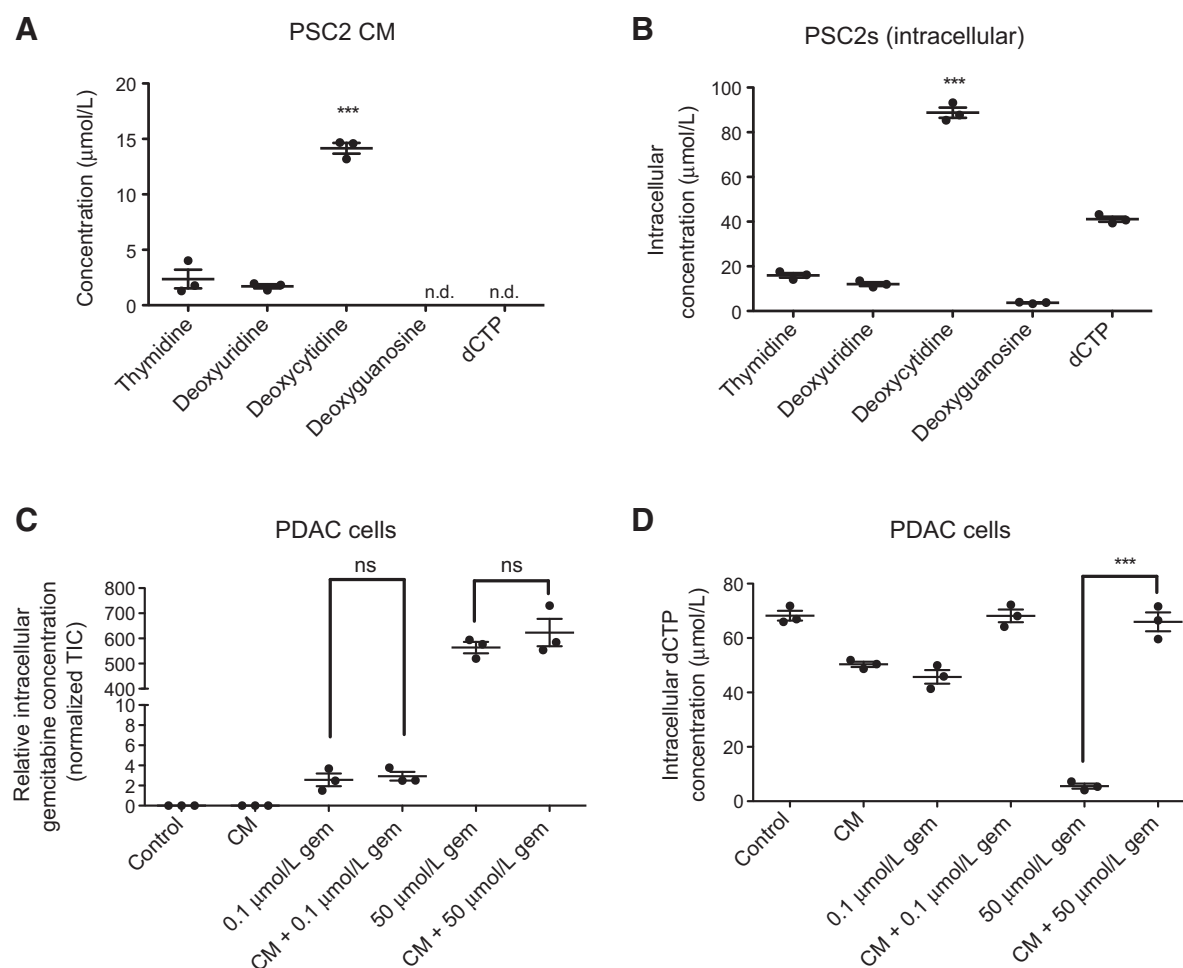 A
PSC2 CM
Concentration (μmol/L)
20
15
10
5
0
***
n.d.
n.d.
Thymidine
Deoxyuridine
Deoxycytidine
Deoxyguanosine
dCTP
B
PSC2s (intracellular)
Intracellular
concentration (μmol/L)
100
80
60
40
20
0
***
Thymidine
Deoxyuridine
Deoxycytidine
Deoxyguanosine
dCTP
C
PDAC cells
Relative intracellular
gemcitabine concentration
(normalized TIC)
800
700
600
500
400
10
8
6
4
2
0
ns
ns
Control
CM
0.1 μmol/L gem
CM + 0.1 μmol/L gem
50 μmol/L gem
CM + 50 μmol/L gem
D
PDAC cells
Intracellular dCTP
concentration (μmol/L)
80
60
40
20
0
***
Control
CM
0.1 μmol/L gem
CM + 0.1 μmol/L gem
50 μmol/L gem
CM + 50 μmol/L gem